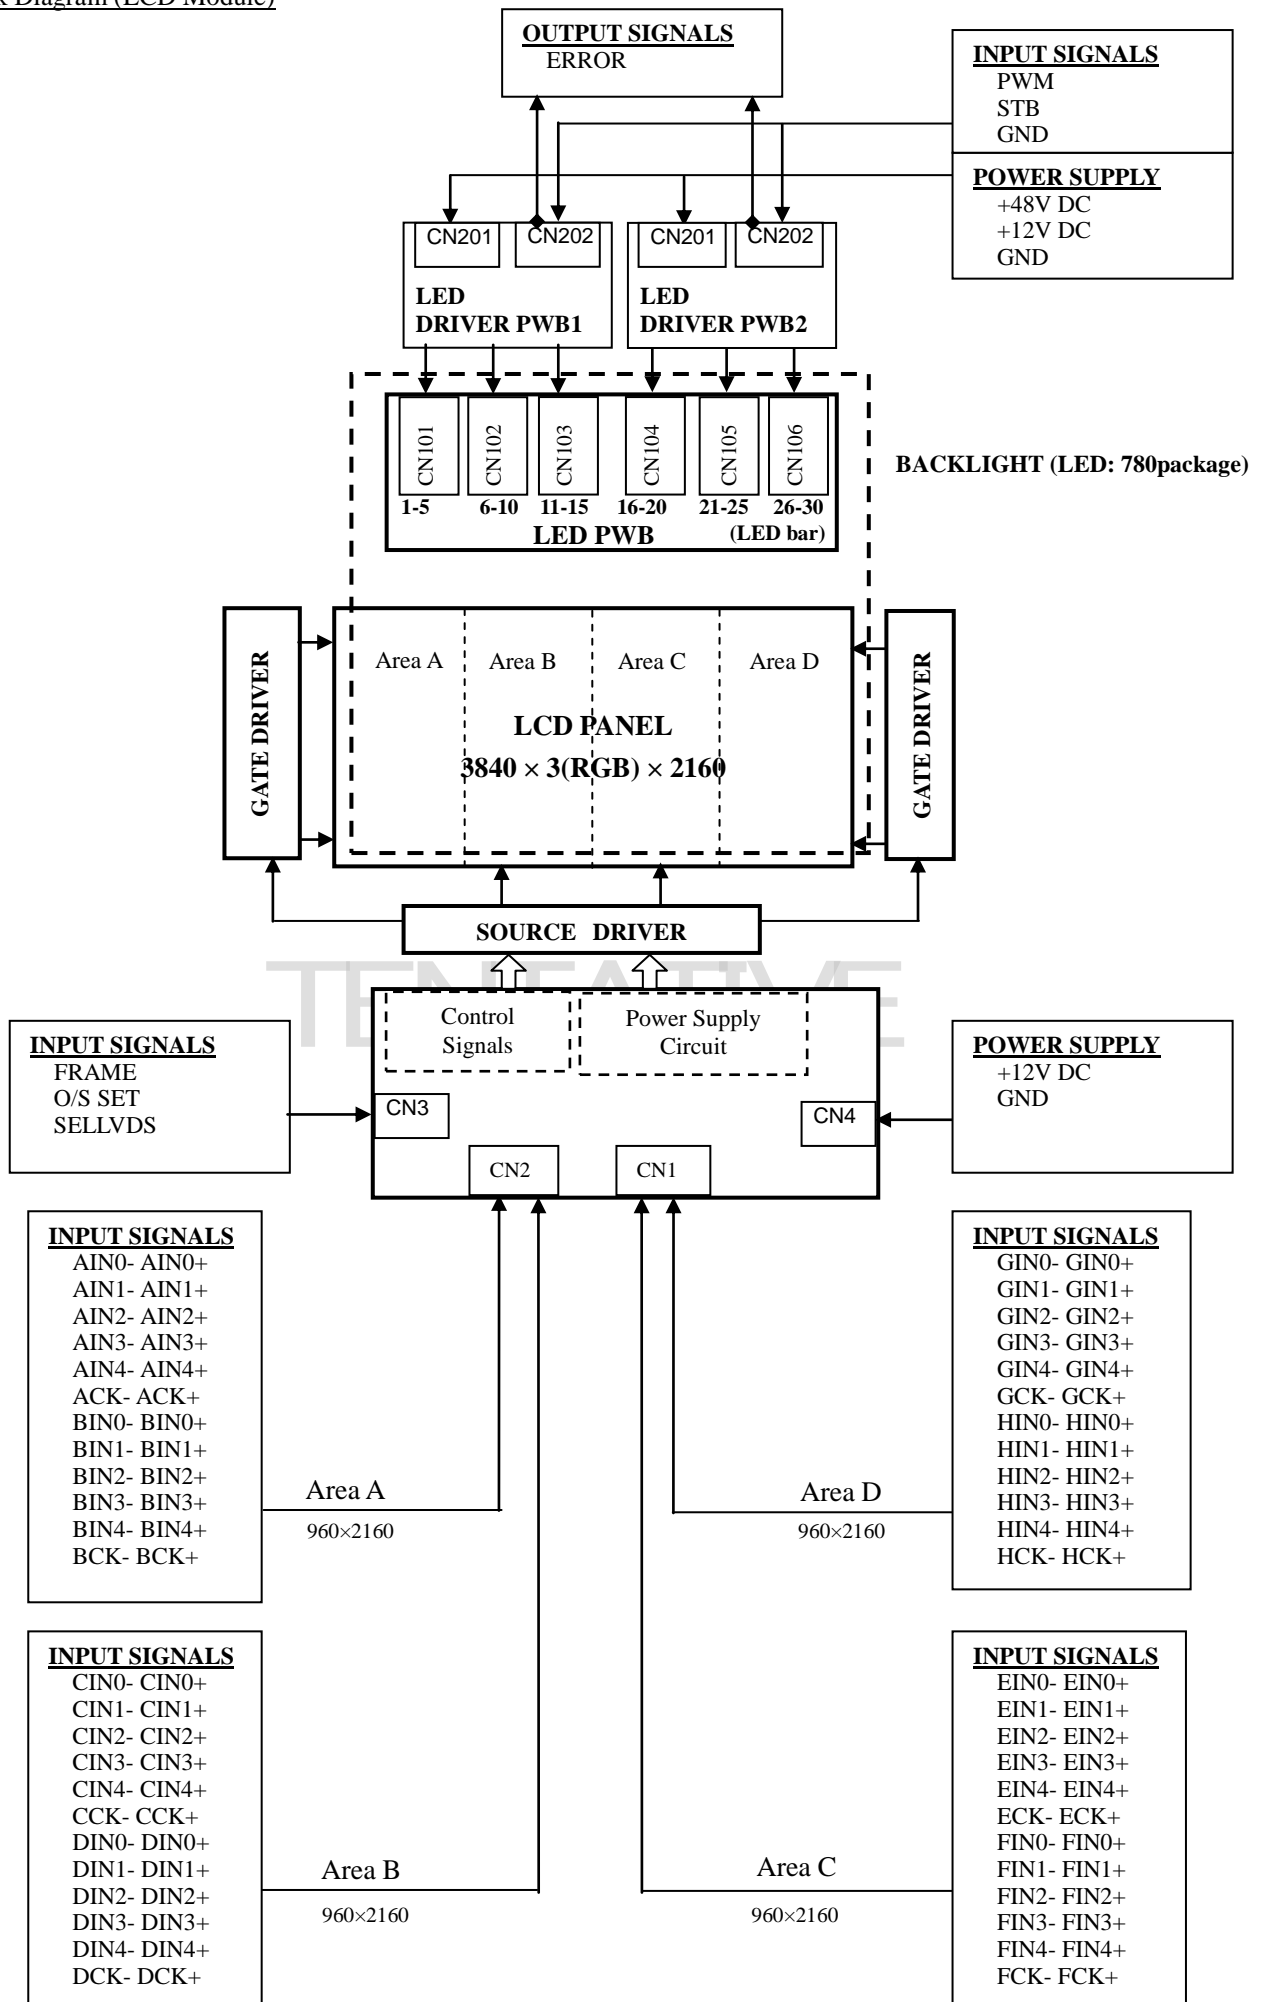 k Diagram (LCD Module)
OUTPUT SIGNALS
ERROR
INPUT SIGNALS
PWM
STB
GND
POWER SUPPLY
+48V DC
+12V DC
GND
CN201
CN202
CN201
CN202
LED
DRIVER PWB1
LED
DRIVER PWB2
CN101
CN102
CN103
CN104
CN105
CN106
1-5
6-10
11-15
16-20
21-25
26-30
LED PWB
(LED bar)
BACKLIGHT (LED: 780package)
GATE DRIVER
Area A
Area B
Area C
Area D
LCD PANEL
3840 × 3(RGB) × 2160
GATE DRIVER
SOURCE DRIVER
TENTATIVE
Control
Signals
Power Supply
Circuit
INPUT SIGNALS
FRAME
O/S SET
SELLVDS
CN3
CN4
POWER SUPPLY
+12V DC
GND
CN2
CN1
INPUT SIGNALS
AIN0- AIN0+
AIN1- AIN1+
AIN2- AIN2+
AIN3- AIN3+
AIN4- AIN4+
ACK- ACK+
BIN0- BIN0+
BIN1- BIN1+
BIN2- BIN2+
BIN3- BIN3+
BIN4- BIN4+
BCK- BCK+
Area A
960×2160
Area D
960×2160
INPUT SIGNALS
GIN0- GIN0+
GIN1- GIN1+
GIN2- GIN2+
GIN3- GIN3+
GIN4- GIN4+
GCK- GCK+
HIN0- HIN0+
HIN1- HIN1+
HIN2- HIN2+
HIN3- HIN3+
HIN4- HIN4+
HCK- HCK+
INPUT SIGNALS
CIN0- CIN0+
CIN1- CIN1+
CIN2- CIN2+
CIN3- CIN3+
CIN4- CIN4+
CCK- CCK+
DIN0- DIN0+
DIN1- DIN1+
DIN2- DIN2+
DIN3- DIN3+
DIN4- DIN4+
DCK- DCK+
Area B
960×2160
Area C
960×2160
INPUT SIGNALS
EIN0- EIN0+
EIN1- EIN1+
EIN2- EIN2+
EIN3- EIN3+
EIN4- EIN4+
ECK- ECK+
FIN0- FIN0+
FIN1- FIN1+
FIN2- FIN2+
FIN3- FIN3+
FIN4- FIN4+
FCK- FCK+